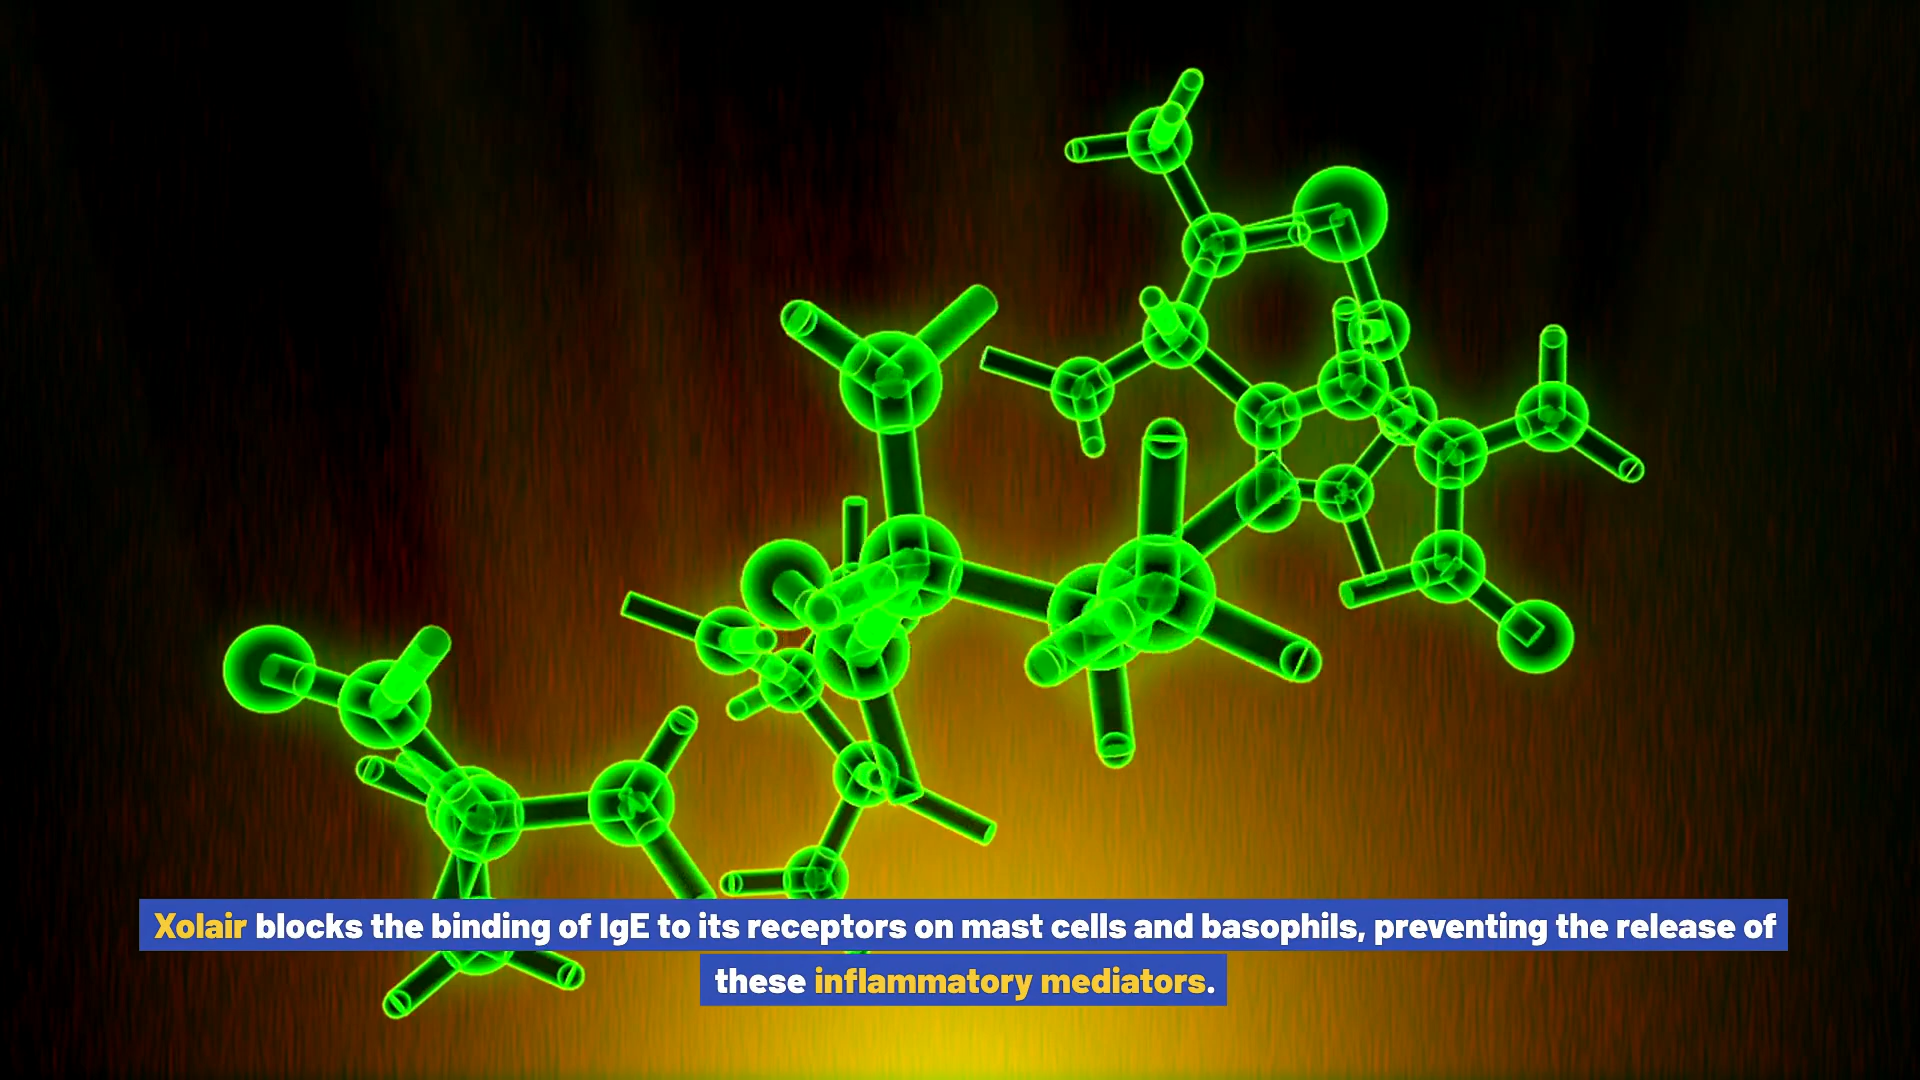 Xolair blocks the binding of IgE to its receptors on mast cells and basophils, preventing the release of
these inflammatory mediators.